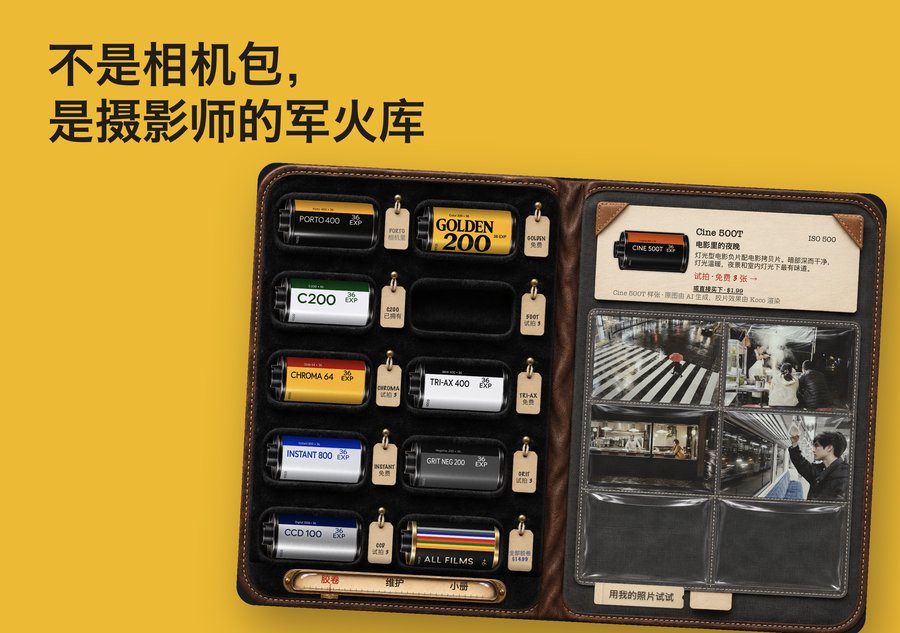 不是相机包，
是摄影师的军火库
PORTO 400
36
EXP
PORTO
相机里
GOLDEN
200
36 EXP
GOLDEN
免费
C200
36
EXP
C200
已拥有
500T
试拍 3
CHROMA 64
36
EXP
CHROMA
试拍 3
TRI-AX 400
36
EXP
TRI-AX
免费
INSTANT 800
36
EXP
INSTANT
免费
GRIT NEG 200
36
EXP
GRIT
试拍 3
CCD 100
36
EXP
CCD
试拍 3
ALL FILMS
全部胶卷
$14.99
胶卷
维护
小册
CINE 500T
36
EXP
Cine 500T
ISO 500
电影里的夜晚
灯光型电影负片配电影拷贝片，暗部深而干净，
灯光温暖，夜景和室内灯光下最有味道。
试拍 · 免费 3 张 →
或直接买下 · $1.99
Cine 500T 样张 · 原图由 AI 生成，胶片效果由 Koco 渲染
用我的照片试试